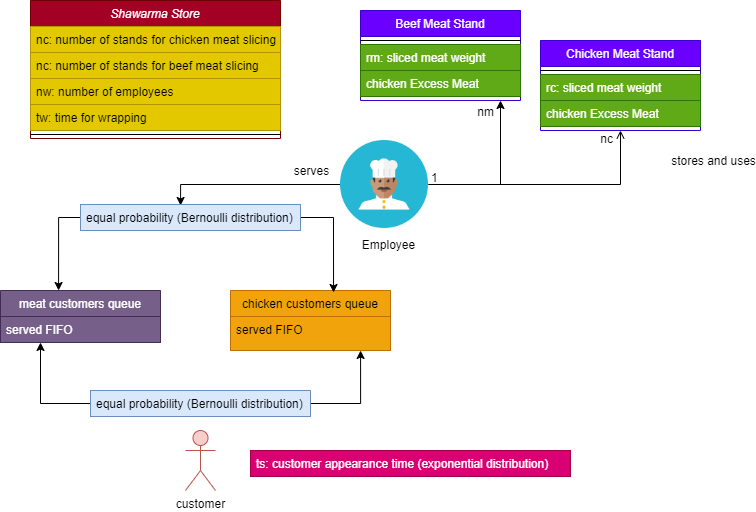 Shawarma Store
nc: number of stands for chicken meat slicing
nc: number of stands for beef meat slicing
nw: number of employees
tw: time for wrapping
Beef Meat Stand
rm: sliced meat weight
chicken Excess Meat
Chicken Meat Stand
rc: sliced meat weight
chicken Excess Meat
nm
nc
stores and uses
serves
1
Employee
equal probability (Bernoulli distribution)
meat customers queue
served FIFO
chicken customers queue
served FIFO
equal probability (Bernoulli distribution)
customer
ts: customer appearance time (exponential distribution)